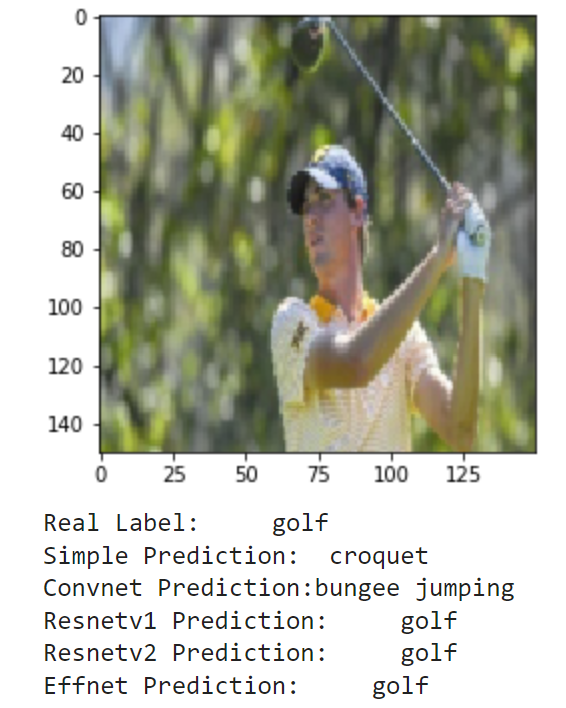 0
20
40
60
80
100
120
140
0 25 50 75 100 125
Real Label: golf
Simple Prediction: croquet
Convnet Prediction:bungee jumping
Resnetv1 Prediction: golf
Resnetv2 Prediction: golf
Effnet Prediction: golf